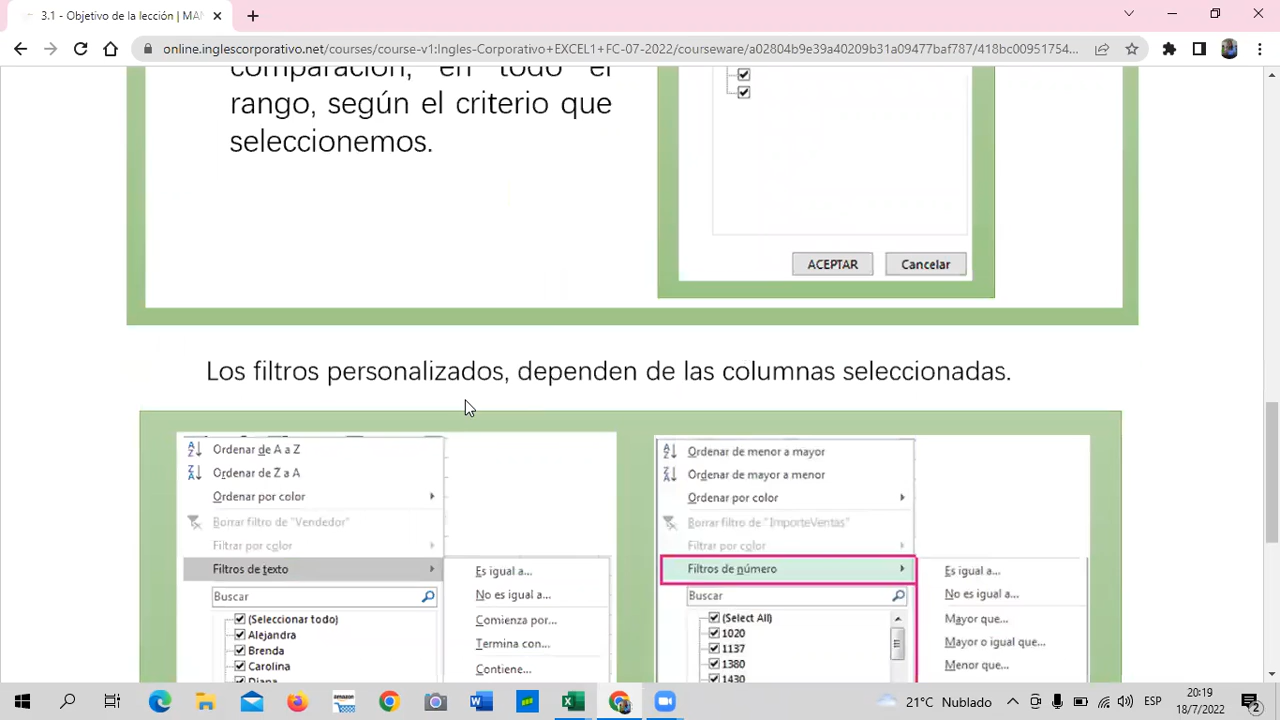 3.1 - Objetivo de la lección | MAN
online.inglescorporativo.net/courses/course-v1:Ingles-Corporativo+EXCEL1+FC-07-2022/courseware/a02804b9e39a40209b31a09477baf787/418bc00951754...
comparación, en todo el
rango, según el criterio que
seleccionemos.
ACEPTAR Cancelar
Los filtros personalizados, dependen de las columnas seleccionadas.
Ordenar de A a Z
Ordenar de Z a A
Ordenar por color
Borrar filtro de "Vendedor"
Filtrar por color
Filtros de texto
Buscar
(Seleccionar todo)
Alejandra
Brenda
Carolina
Diana
Es igual a...
No es igual a...
Comienza por...
Termina con...
Contiene...
Ordenar de menor a mayor
Ordenar de mayor a menor
Ordenar por color
Borrar filtro de "ImporteVentas"
Filtrar por color
Filtros de número
Buscar
(Select All)
1020
1137
1380
1430
Es igual a...
No es igual a...
Mayor que...
Mayor o igual que...
Menor que...
amazon
21°C Nublado
ESP
20:19
18/7/2022
2